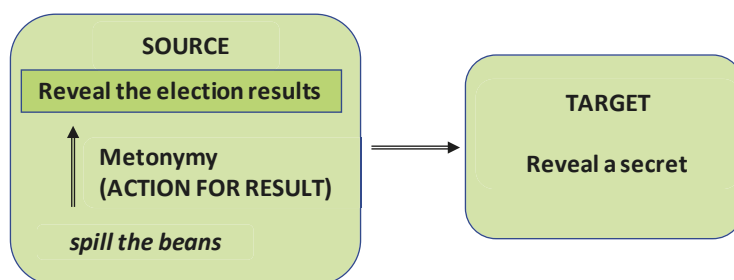 SOURCE
Reveal the election results
Metonymy
(ACTION FOR RESULT)
spill the beans
TARGET
Reveal a secret